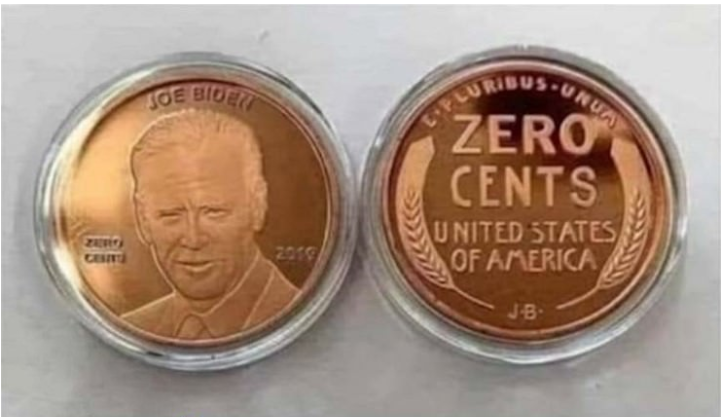 JOE BIDEN
ZERO
CENTS
2019
E·PLURIBUS·UNUM
ZERO
CENTS
UNITED STATES
OF AMERICA
J·B·